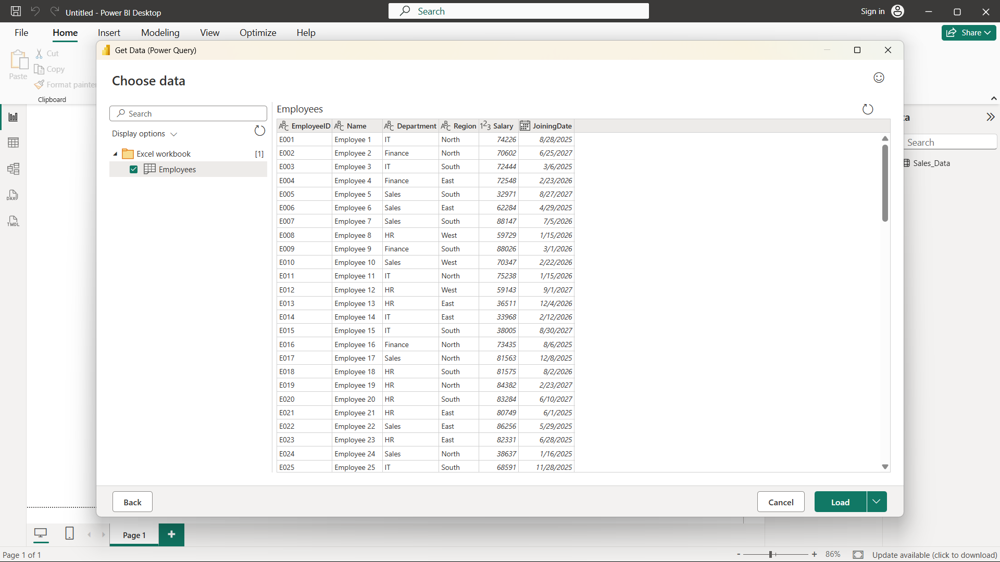 Untitled - Power BI Desktop
Search
Sign in
File Home Insert Modeling View Optimize Help
Share
Paste
Cut
Copy
Format painter
Clipboard
Get Data (Power Query)
Choose data
Search
Display options
Excel workbook [1]
Employees
Employees
EmployeeID Name Department Region Salary JoiningDate
E001 Employee 1 IT North 74226 8/28/2025
E002 Employee 2 Finance North 70602 6/25/2027
E003 Employee 3 IT South 72444 3/6/2025
E004 Employee 4 Finance East 72548 2/23/2026
E005 Employee 5 Sales South 32971 8/27/2027
E006 Employee 6 Sales East 62284 4/29/2025
E007 Employee 7 Sales South 88147 7/5/2026
E008 Employee 8 HR West 59729 1/15/2026
E009 Employee 9 Finance South 88026 3/1/2026
E010 Employee 10 Sales West 70347 2/22/2026
E011 Employee 11 IT North 75238 1/15/2026
E012 Employee 12 HR West 59143 9/1/2027
E013 Employee 13 HR East 36511 12/4/2026
E014 Employee 14 IT East 33968 2/12/2026
E015 Employee 15 IT South 38005 8/30/2027
E016 Employee 16 Finance North 73435 8/6/2025
E017 Employee 17 Sales North 81563 12/8/2025
E018 Employee 18 HR South 81575 8/2/2026
E019 Employee 19 HR North 84382 2/23/2027
E020 Employee 20 HR South 83284 6/10/2027
E021 Employee 21 HR East 80749 6/1/2025
E022 Employee 22 Sales East 86256 5/29/2025
E023 Employee 23 HR East 82331 6/28/2025
E024 Employee 24 Sales North 38637 1/16/2025
E025 Employee 25 IT South 68591 11/28/2025
Back
Cancel
Load
ta
Search
Sales_Data
DAX
TMDL
Page 1
Page 1 of 1
86%
Update available (click to download)